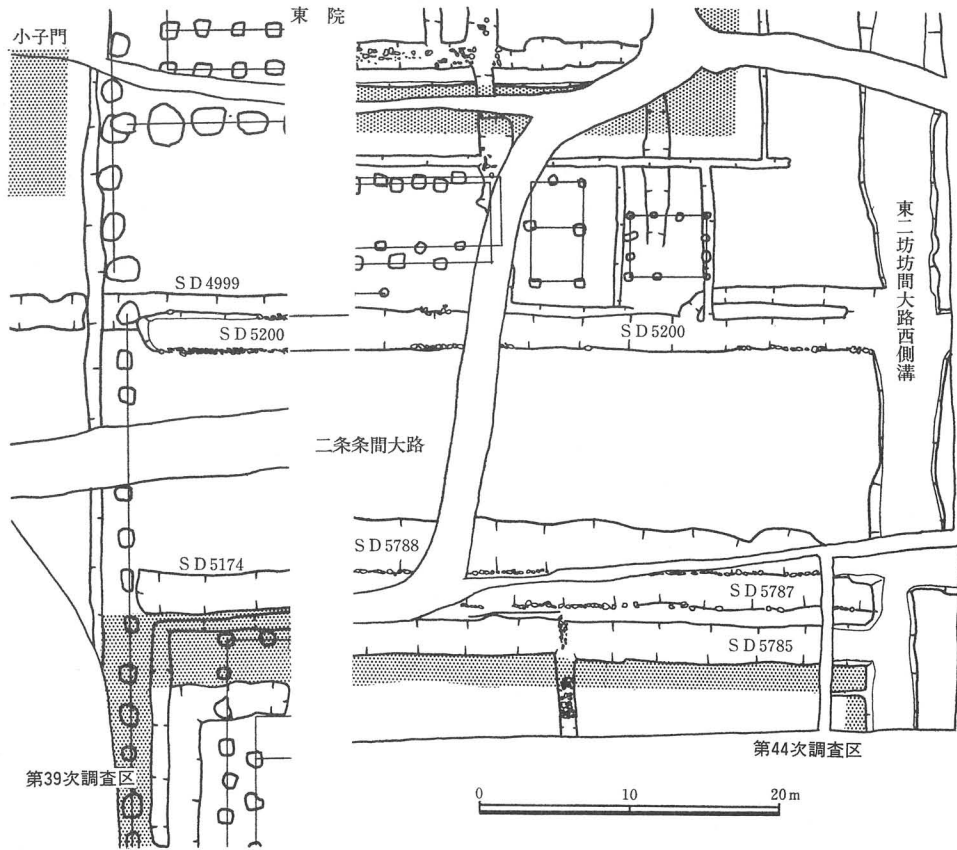 東院
小子門
東二坊坊間大路西側溝
SD4999
SD5200
SD5200
二条条間大路
SD5788
SD5174
SD5787
SD5785
第39次調査区
第44次調査区
0 10 20m